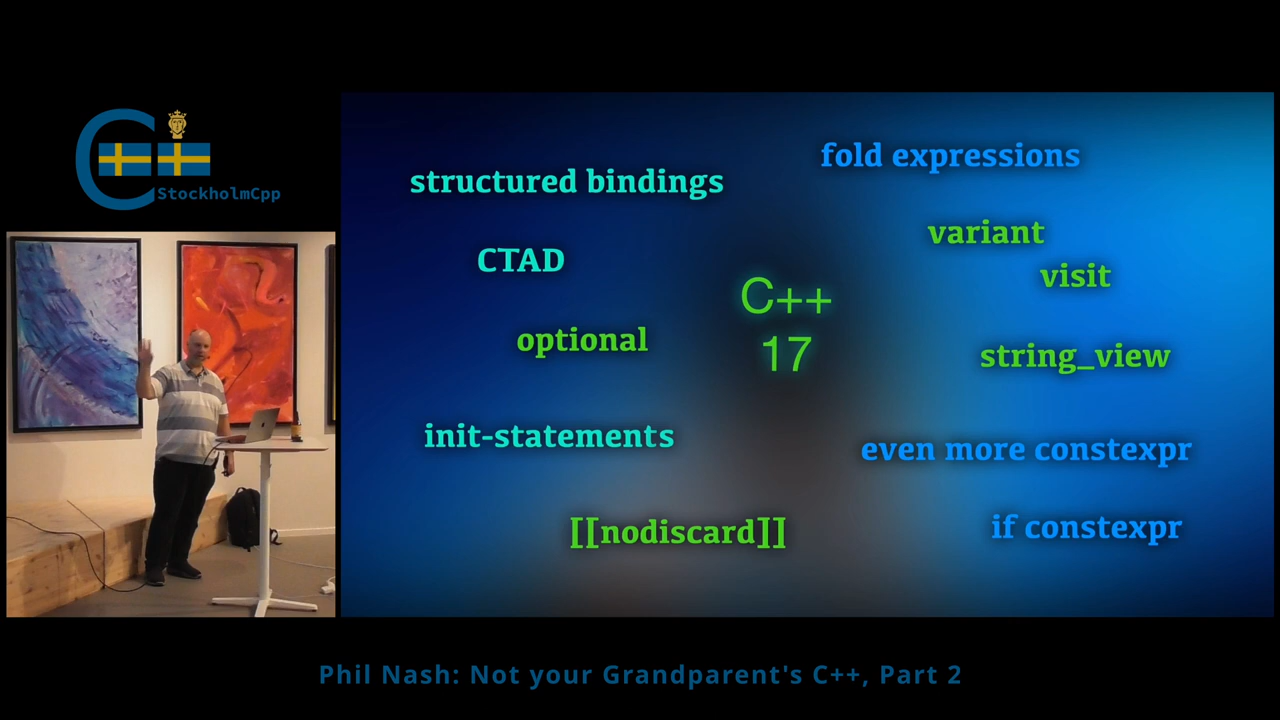 StockholmCpp
structured bindings
fold expressions
variant
visit
CTAD
C++
17
optional
string_view
init-statements
even more constexpr
[[nodiscard]]
if constexpr
Phil Nash: Not your Grandparent's C++, Part 2